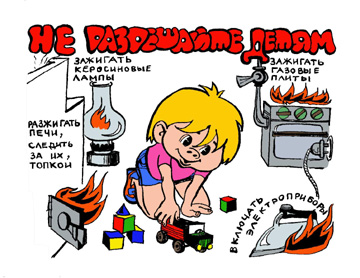 НЕ РАЗРЕШАЙТЕ ДЕТЯМ
ЗАЖИГАТЬ
КЕРОСИНОВЫЕ
ЛАМПЫ
ЗАЖИГАТЬ
ГАЗОВЫЕ
ПЛИТЫ
РАЗЖИГАТЬ
ПЕЧИ,
СЛЕДИТЬ
ЗА ИХ,
ТОПКОЙ
ВКЛЮЧАТЬ
ЭЛЕКТРОПРИБОРЫ